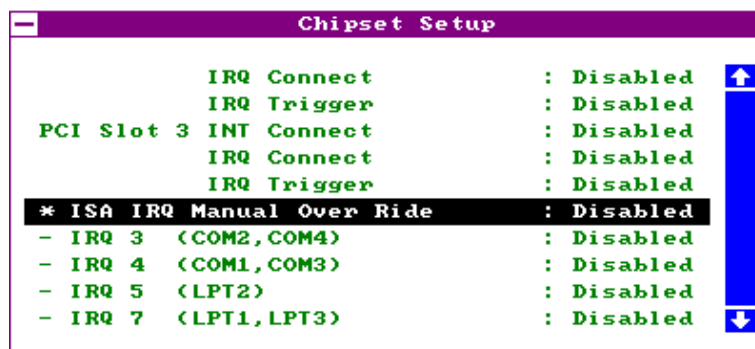 Chipset Setup
IRQ Connect : Disabled
IRQ Trigger : Disabled
PCI Slot 3 INT Connect : Disabled
IRQ Connect : Disabled
IRQ Trigger : Disabled
* ISA IRQ Manual Over Ride : Disabled
- IRQ 3 (COM2,COM4) : Disabled
- IRQ 4 (COM1,COM3) : Disabled
- IRQ 5 (LPT2) : Disabled
- IRQ 7 (LPT1,LPT3) : Disabled